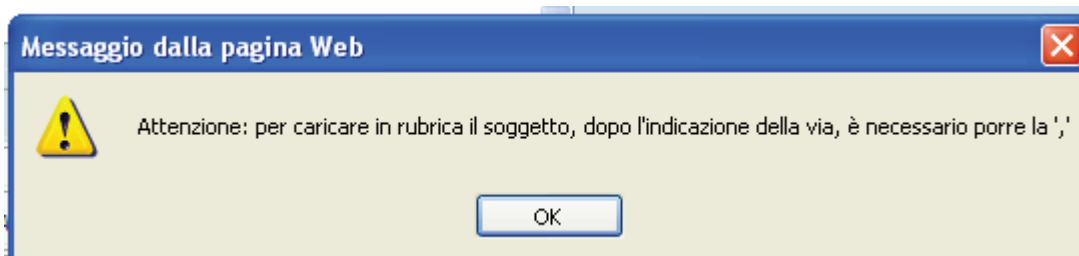 Messaggio dalla pagina Web
Attenzione: per caricare in rubrica il soggetto, dopo l'indicazione della via, è necessario porre la ','
OK